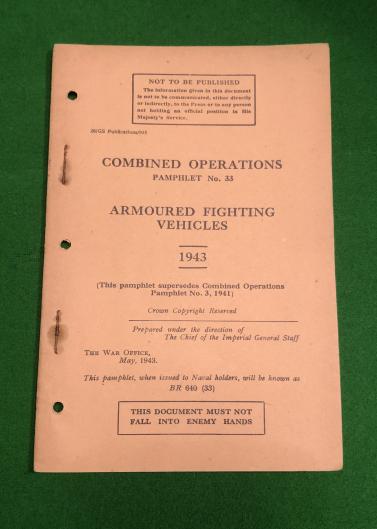 NOT TO BE PUBLISHED
The information given in this document
is not to be communicated, either directly
or indirectly, to the Press or to any person
not holding an official position in His
Majesty's Service.
COMBINED OPERATIONS
PAMPHLET No. 33
ARMOURED FIGHTING
VEHICLES
1943
(This pamphlet supersedes Combined Operations
Pamphlet No. 3, 1941)
Crown Copyright Reserved
Prepared under the direction of
The Chief of the Imperial General Staff
THE WAR OFFICE,
May, 1943.
This pamphlet, when issued to Naval holders, will be known as
BR 640 (33)
THIS DOCUMENT MUST NOT
FALL INTO ENEMY HANDS